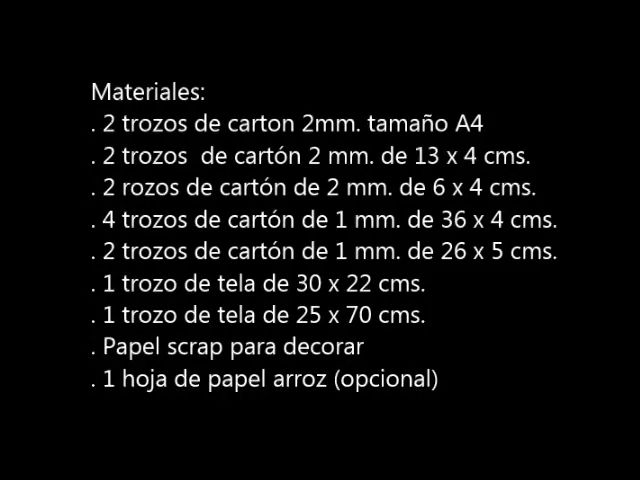 Materiales:
. 2 trozos de carton 2mm. tamaño A4
. 2 trozos  de cartón 2 mm. de 13 x 4 cms.
. 2 rozos de cartón de 2 mm. de 6 x 4 cms.
. 4 trozos de cartón de 1 mm. de 36 x 4 cms.
. 2 trozos de cartón de 1 mm. de 26 x 5 cms.
. 1 trozo de tela de 30 x 22 cms.
. 1 trozo de tela de 25 x 70 cms.
. Papel scrap para decorar
. 1 hoja de papel arroz (opcional)